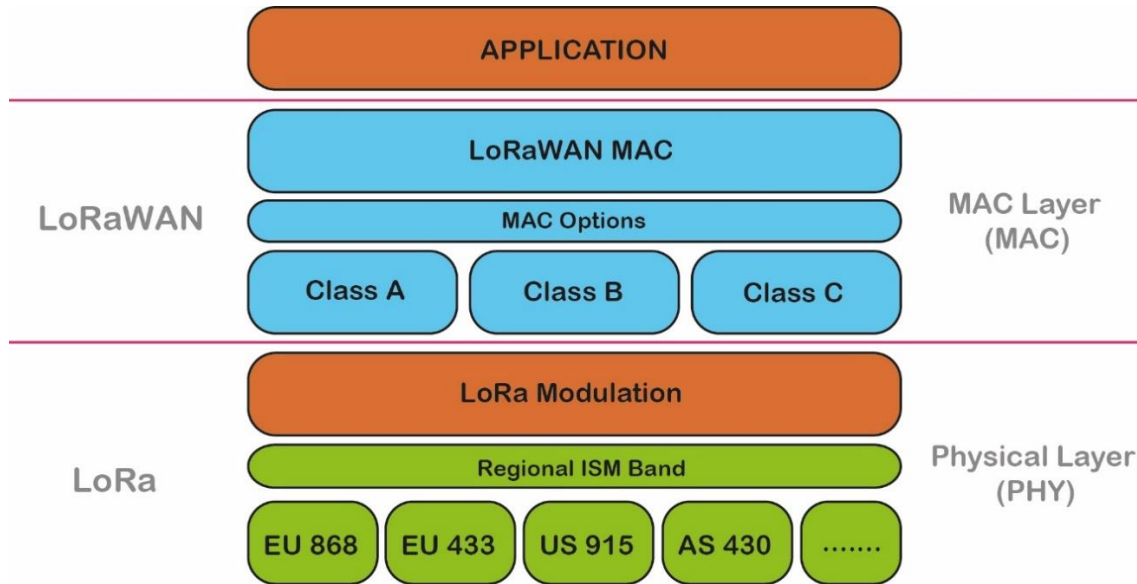 APPLICATION
LoRaWAN MAC
LoRaWAN
MAC Options
MAC Layer
(MAC)
Class A
Class B
Class C
LoRa Modulation
LoRa
Regional ISM Band
Physical Layer
(PHY)
EU 868
EU 433
US 915
AS 430
.......